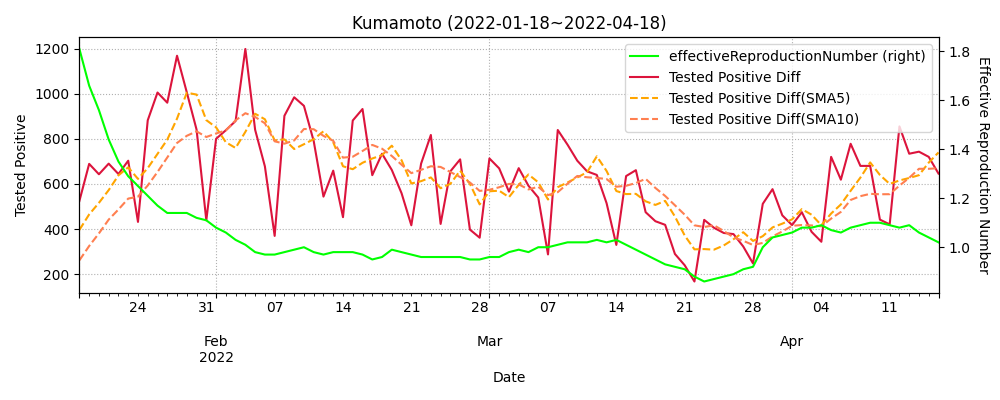 Kumamoto (2022-01-18~2022-04-18)
effectiveReproductionNumber (right)
Tested Positive Diff
Tested Positive Diff(SMA5)
Tested Positive Diff(SMA10)
Tested Positive
1200
1000
800
600
400
200
Effective Reproduction Number
1.8
1.6
1.4
1.2
1.0
24 31 07 14 21 28 07 14 21 28 04 11
Feb Mar Apr
2022
Date